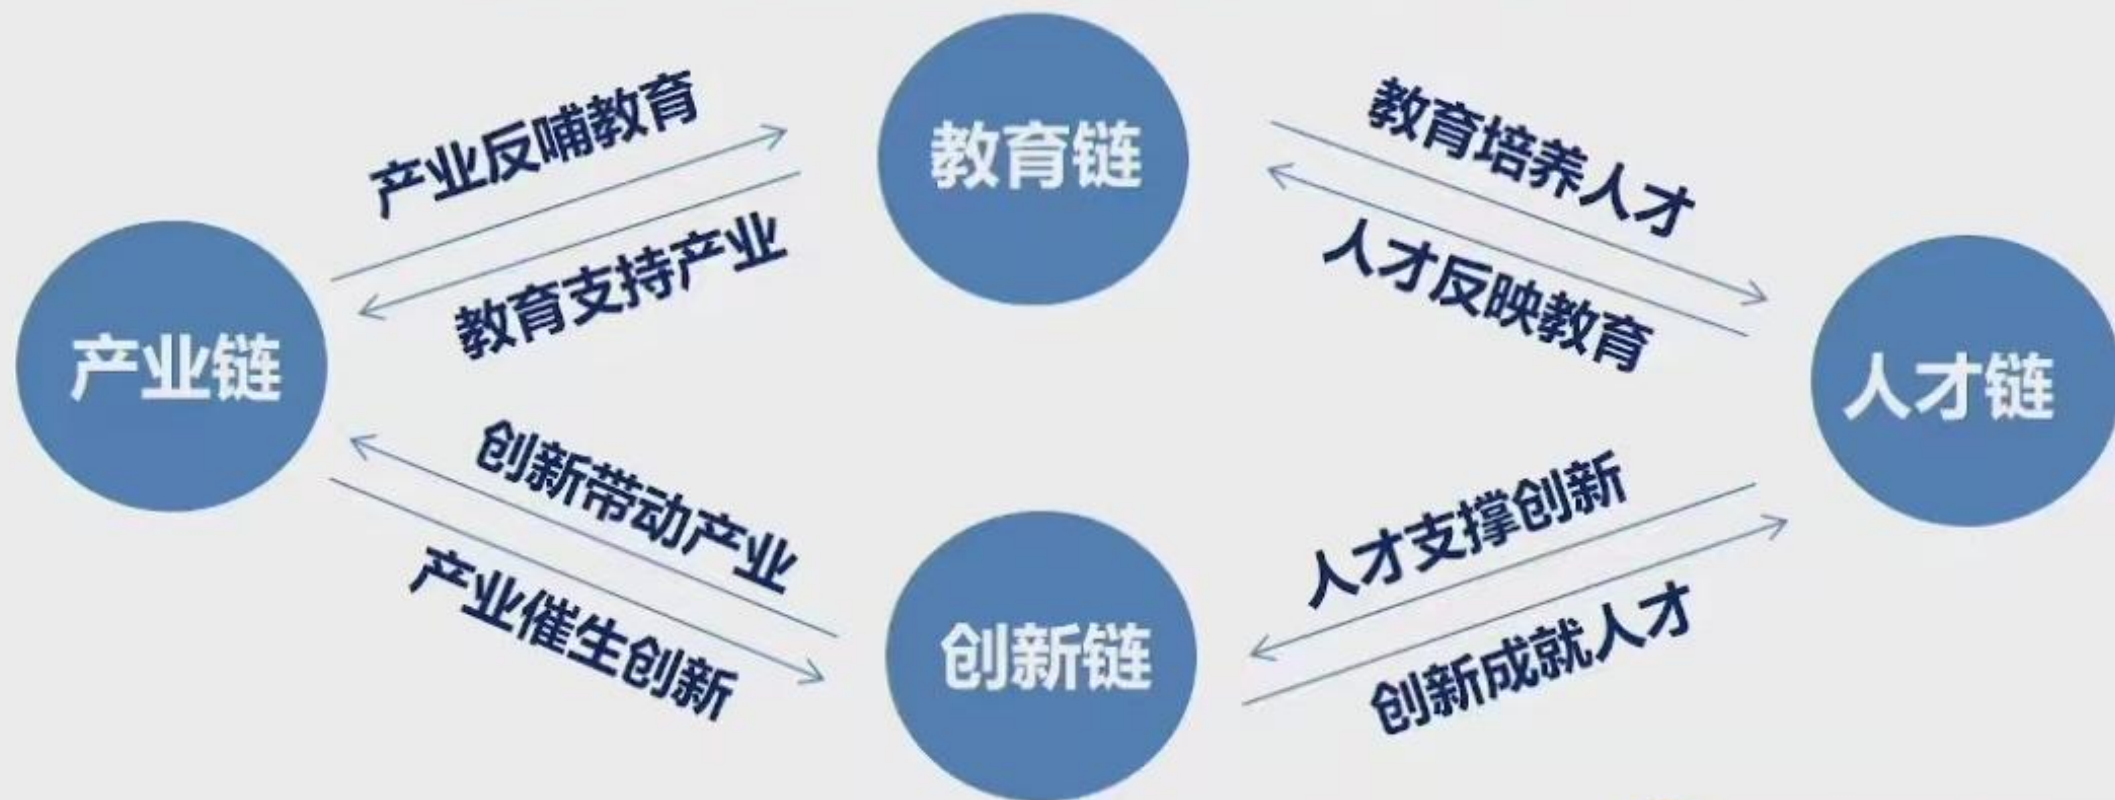 教育链
产业反哺教育
教育支持产业
教育培养人才
人才反映教育
产业链
人才链
创新带动产业
产业催生创新
人才支撑创新
创新成就人才
创新链